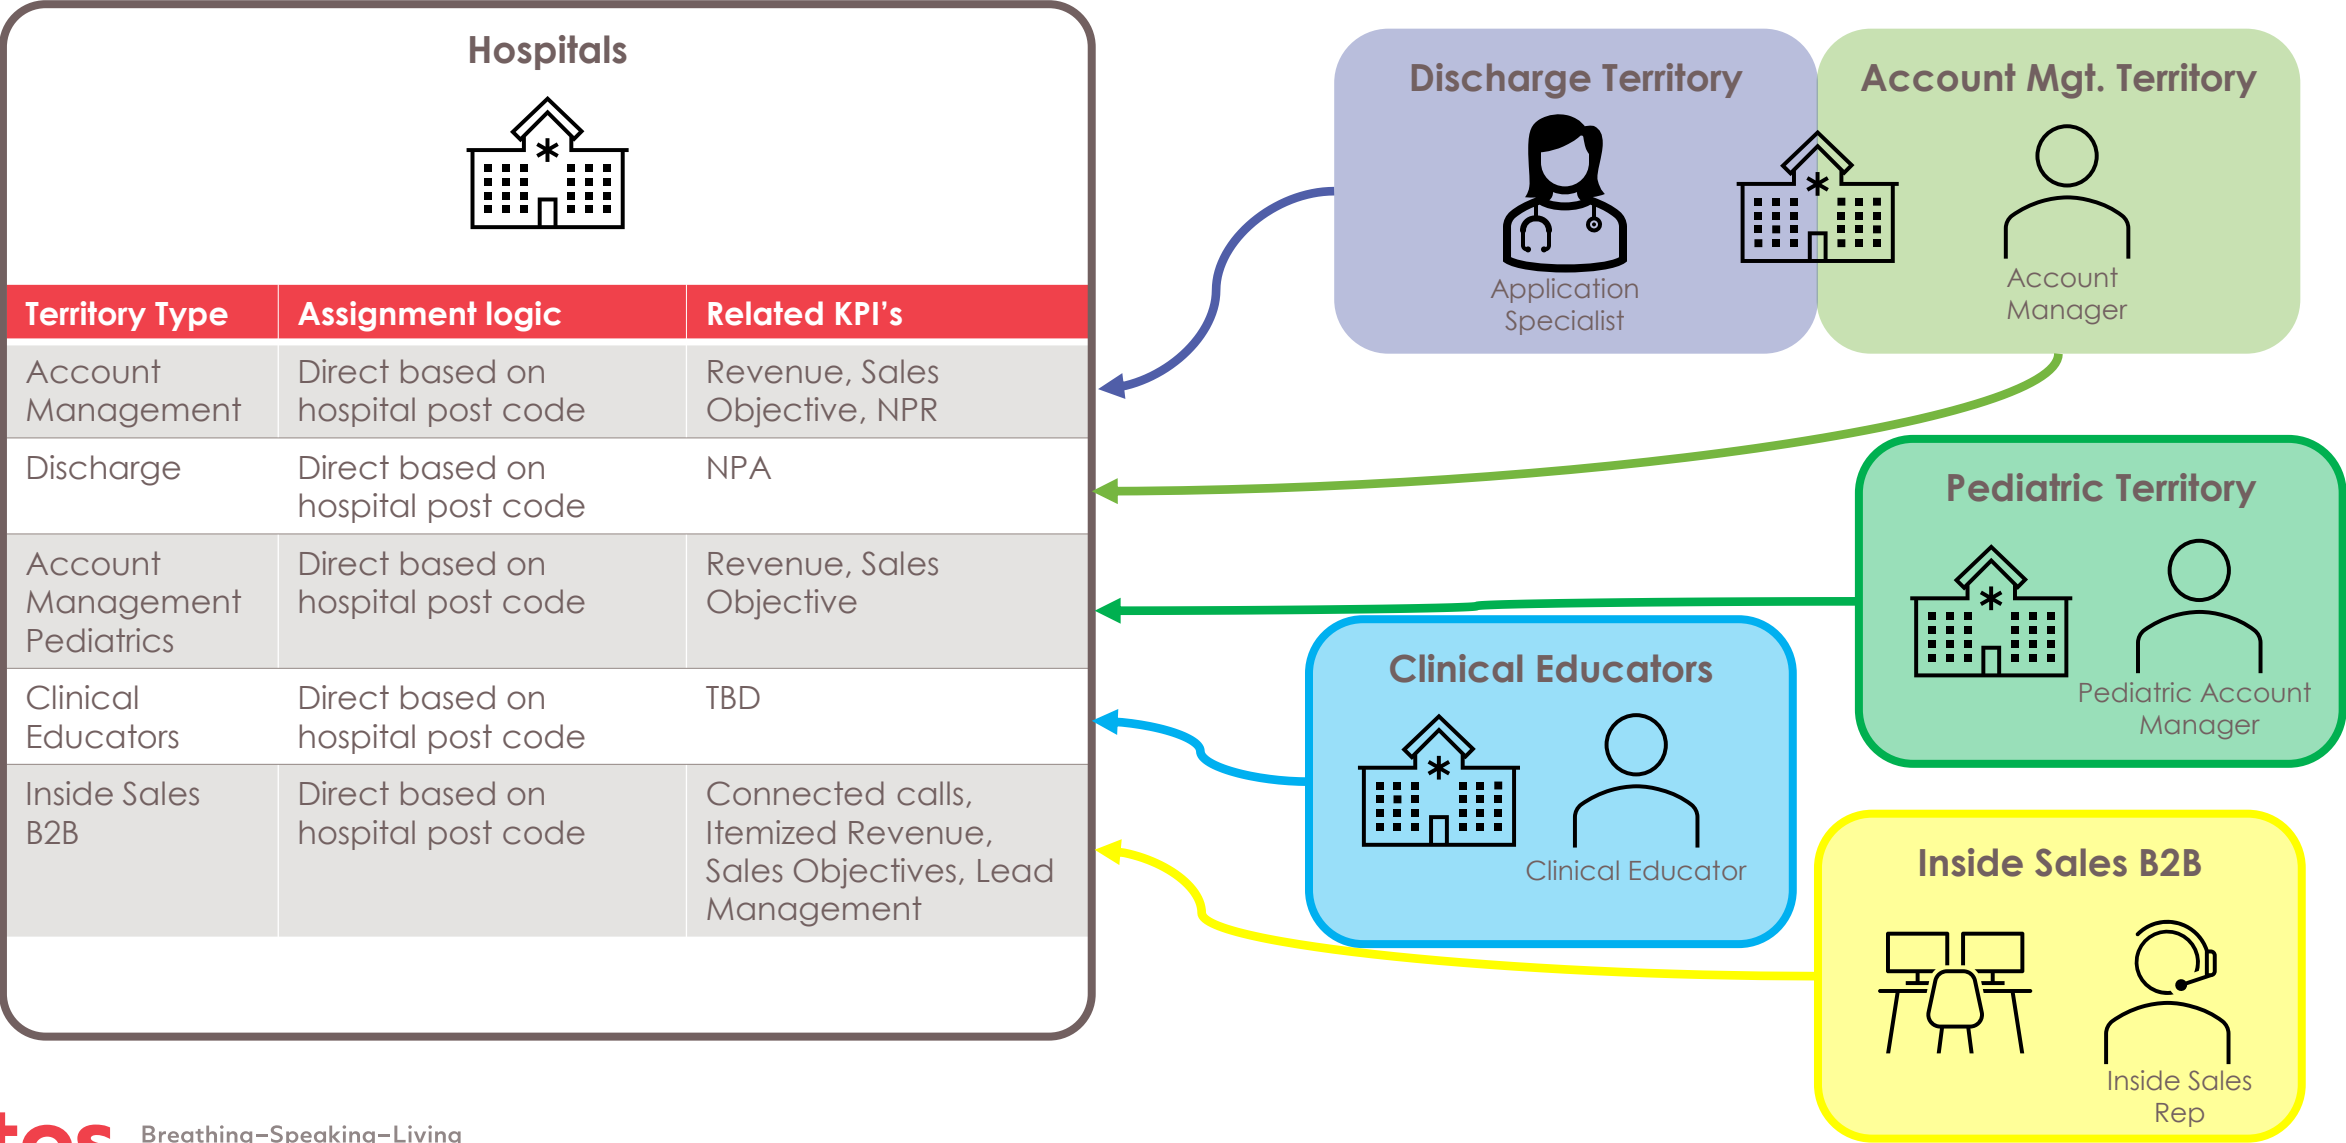 Hospitals
Territory Type
Assignment logic
Related KPI's
Account
Management
Direct based on
hospital post code
Revenue, Sales
Objective, NPR
Discharge
Direct based on
hospital post code
NPA
Account
Management
Pediatrics
Direct based on
hospital post code
Revenue, Sales
Objective
Clinical
Educators
Direct based on
hospital post code
TBD
Inside Sales
B2B
Direct based on
hospital post code
Connected calls,
Itemized Revenue,
Sales Objectives, Lead
Management
Discharge Territory
Application
Specialist
Account Mgt. Territory
Account
Manager
Pediatric Territory
Pediatric Account
Manager
Clinical Educators
Clinical Educator
Inside Sales B2B
Inside Sales
Rep
Breathing–Speaking–Living